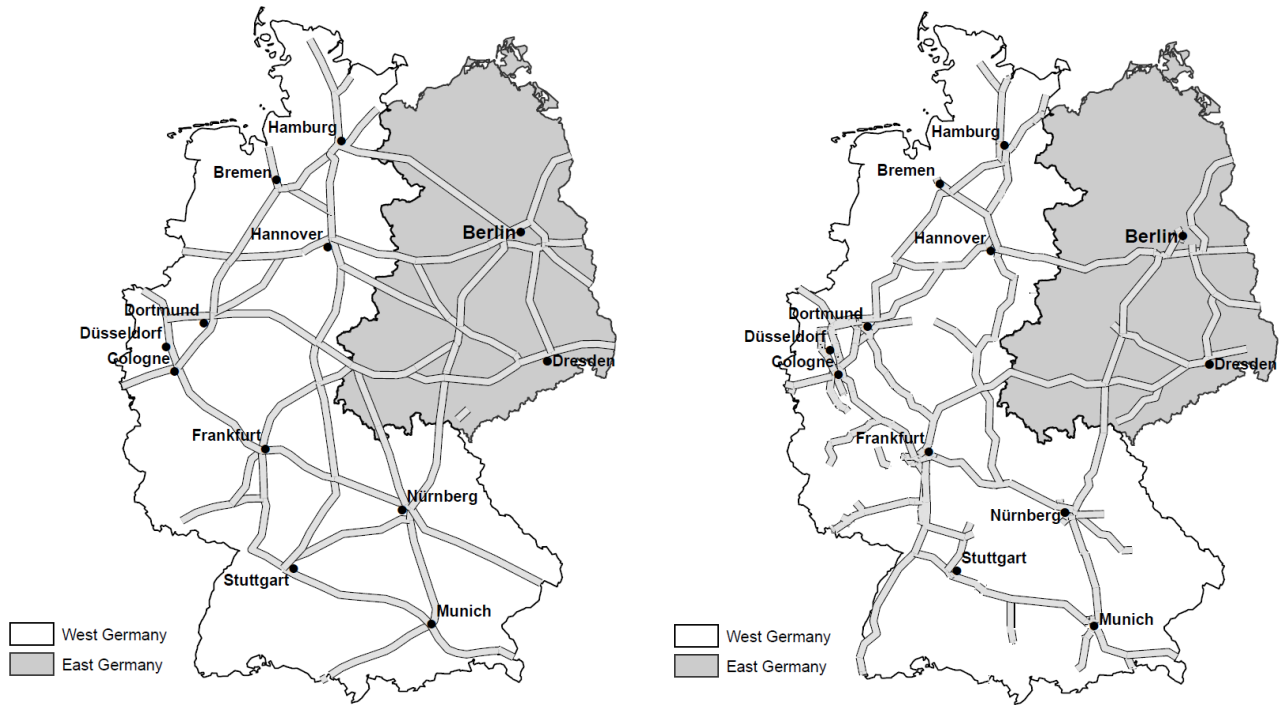 Hamburg
Bremen
Hannover
Berlin
Dortmund
Düsseldorf
Cologne
Dresden
Frankfurt
Nürnberg
Stuttgart
Munich
West Germany
East Germany
Hamburg
Bremen
Hannover
Berlin
Dortmund
Düsseldorf
Cologne
Dresden
Frankfurt
Nürnberg
Stuttgart
Munich
West Germany
East Germany